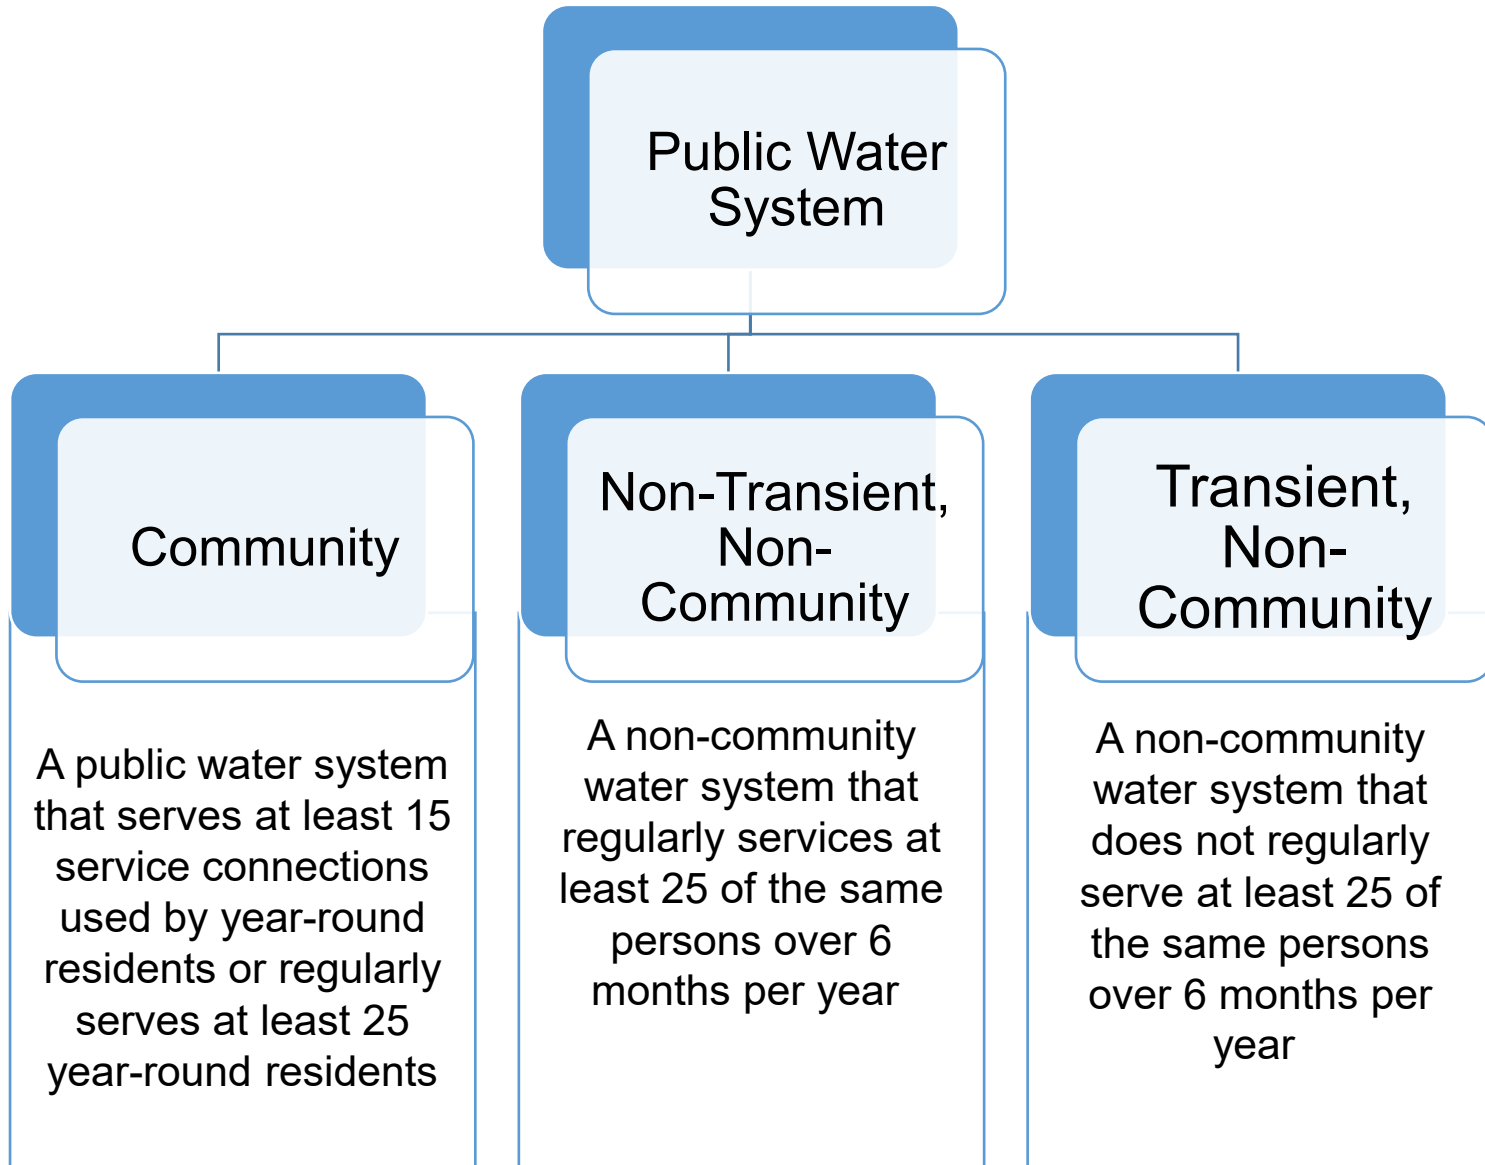 Public Water
System
Community
A public water system
that serves at least 15
service connections
used by year-round
residents or regularly
serves at least 25
year-round residents
Non-Transient,
Non-
Community
A non-community
water system that
regularly services at
least 25 of the same
persons over 6
months per year
Transient,
Non-
Community
A non-community
water system that
does not regularly
serve at least 25 of
the same persons
over 6 months per
year